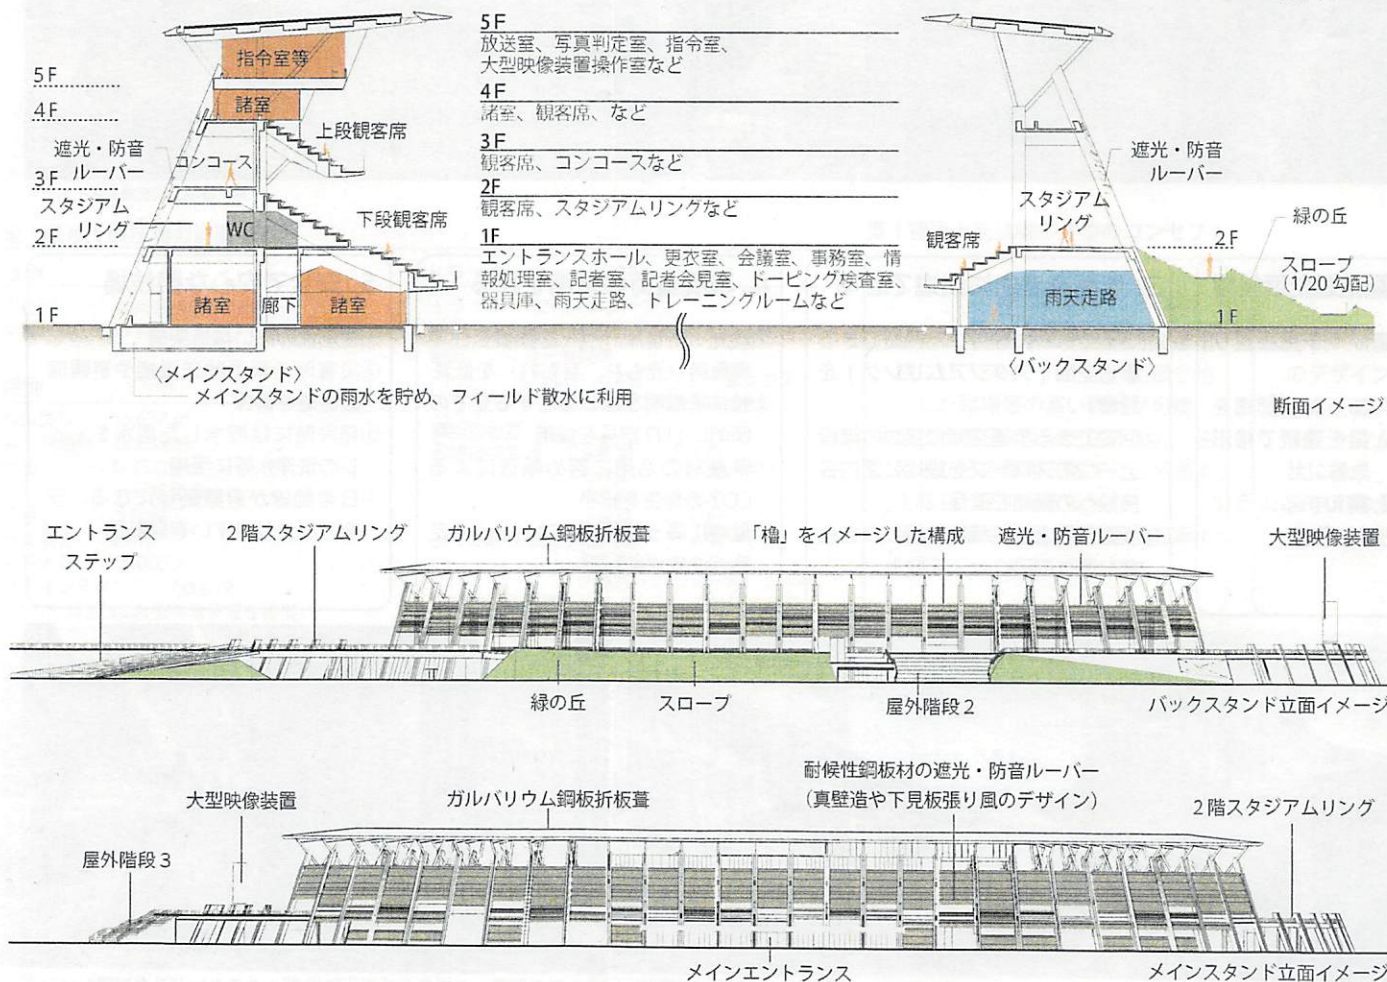 指令室等
5F
諸室
4F
上段観客席
遮光・防音
ルーバー
コンコース
3F
スタジアム
リング
下段観客席
WC
2F
諸室
廊下
諸室
1F
〈メインスタンド〉
メインスタンドの雨水を貯め、フィールド散水に利用
5F
放送室、写真判定室、指令室、
大型映像装置操作室など
4F
諸室、観客席、など
3F
観客席、コンコースなど
2F
観客席、スタジアムリングなど
1F
エントランスホール、更衣室、会議室、事務室、情
報処理室、記者室、記者会見室、ドーピング検査室、
器具庫、雨天走路、トレーニングルームなど
遮光・防音
ルーバー
スタジアム
リング
緑の丘
観客席
2F
スロープ
(1/20 勾配)
雨天走路
1F
〈バックスタンド〉
断面イメージ
エントランス
ステップ
2階スタジアムリング
ガルバリウム鋼板折板葺
「櫓」をイメージした構成
遮光・防音ルーバー
大型映像装置
緑の丘
スロープ
屋外階段2
バックスタンド立面イメージ
耐候性鋼板材の遮光・防音ルーバー
(真壁造や下見板張り風のデザイン)
大型映像装置
ガルバリウム鋼板折板葺
2階スタジアムリング
屋外階段3
メインエントランス
メインスタンド立面イメージ